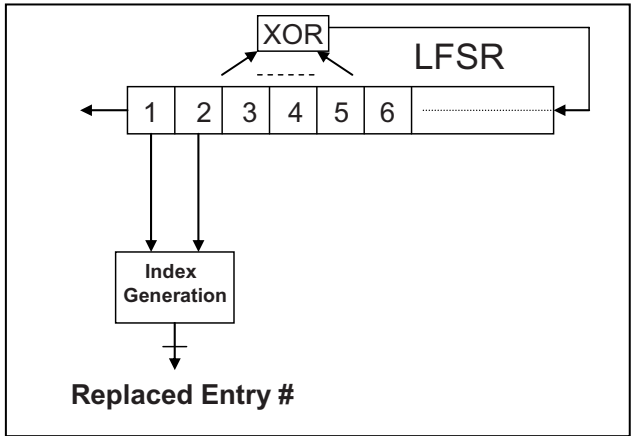 XOR
LFSR
1 2 3 4 5 6
Index
Generation
Replaced Entry #